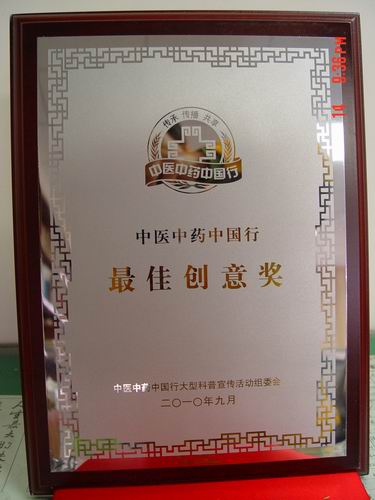 传承 传播 共享
中医中药中国行
中医中药中国行
最佳创意奖
中医中药中国行大型科普宣传活动组委会
二〇一〇年九月